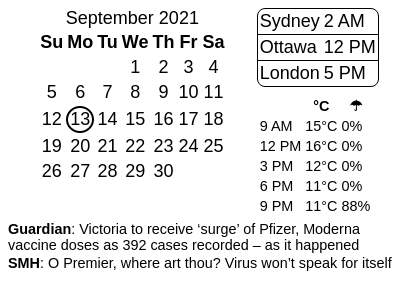 September 2021
Su Mo Tu We Th Fr Sa
1 2 3 4
5 6 7 8 9 10 11
12 13 14 15 16 17 18
19 20 21 22 23 24 25
26 27 28 29 30
Sydney 2 AM
Ottawa 12 PM
London 5 PM
°C ☂
9 AM 15°C 0%
12 PM 16°C 0%
3 PM 12°C 0%
6 PM 11°C 0%
9 PM 11°C 88%
Guardian: Victoria to receive ‘surge’ of Pfizer, Moderna
vaccine doses as 392 cases recorded – as it happened
SMH: O Premier, where art thou? Virus won’t speak for itself